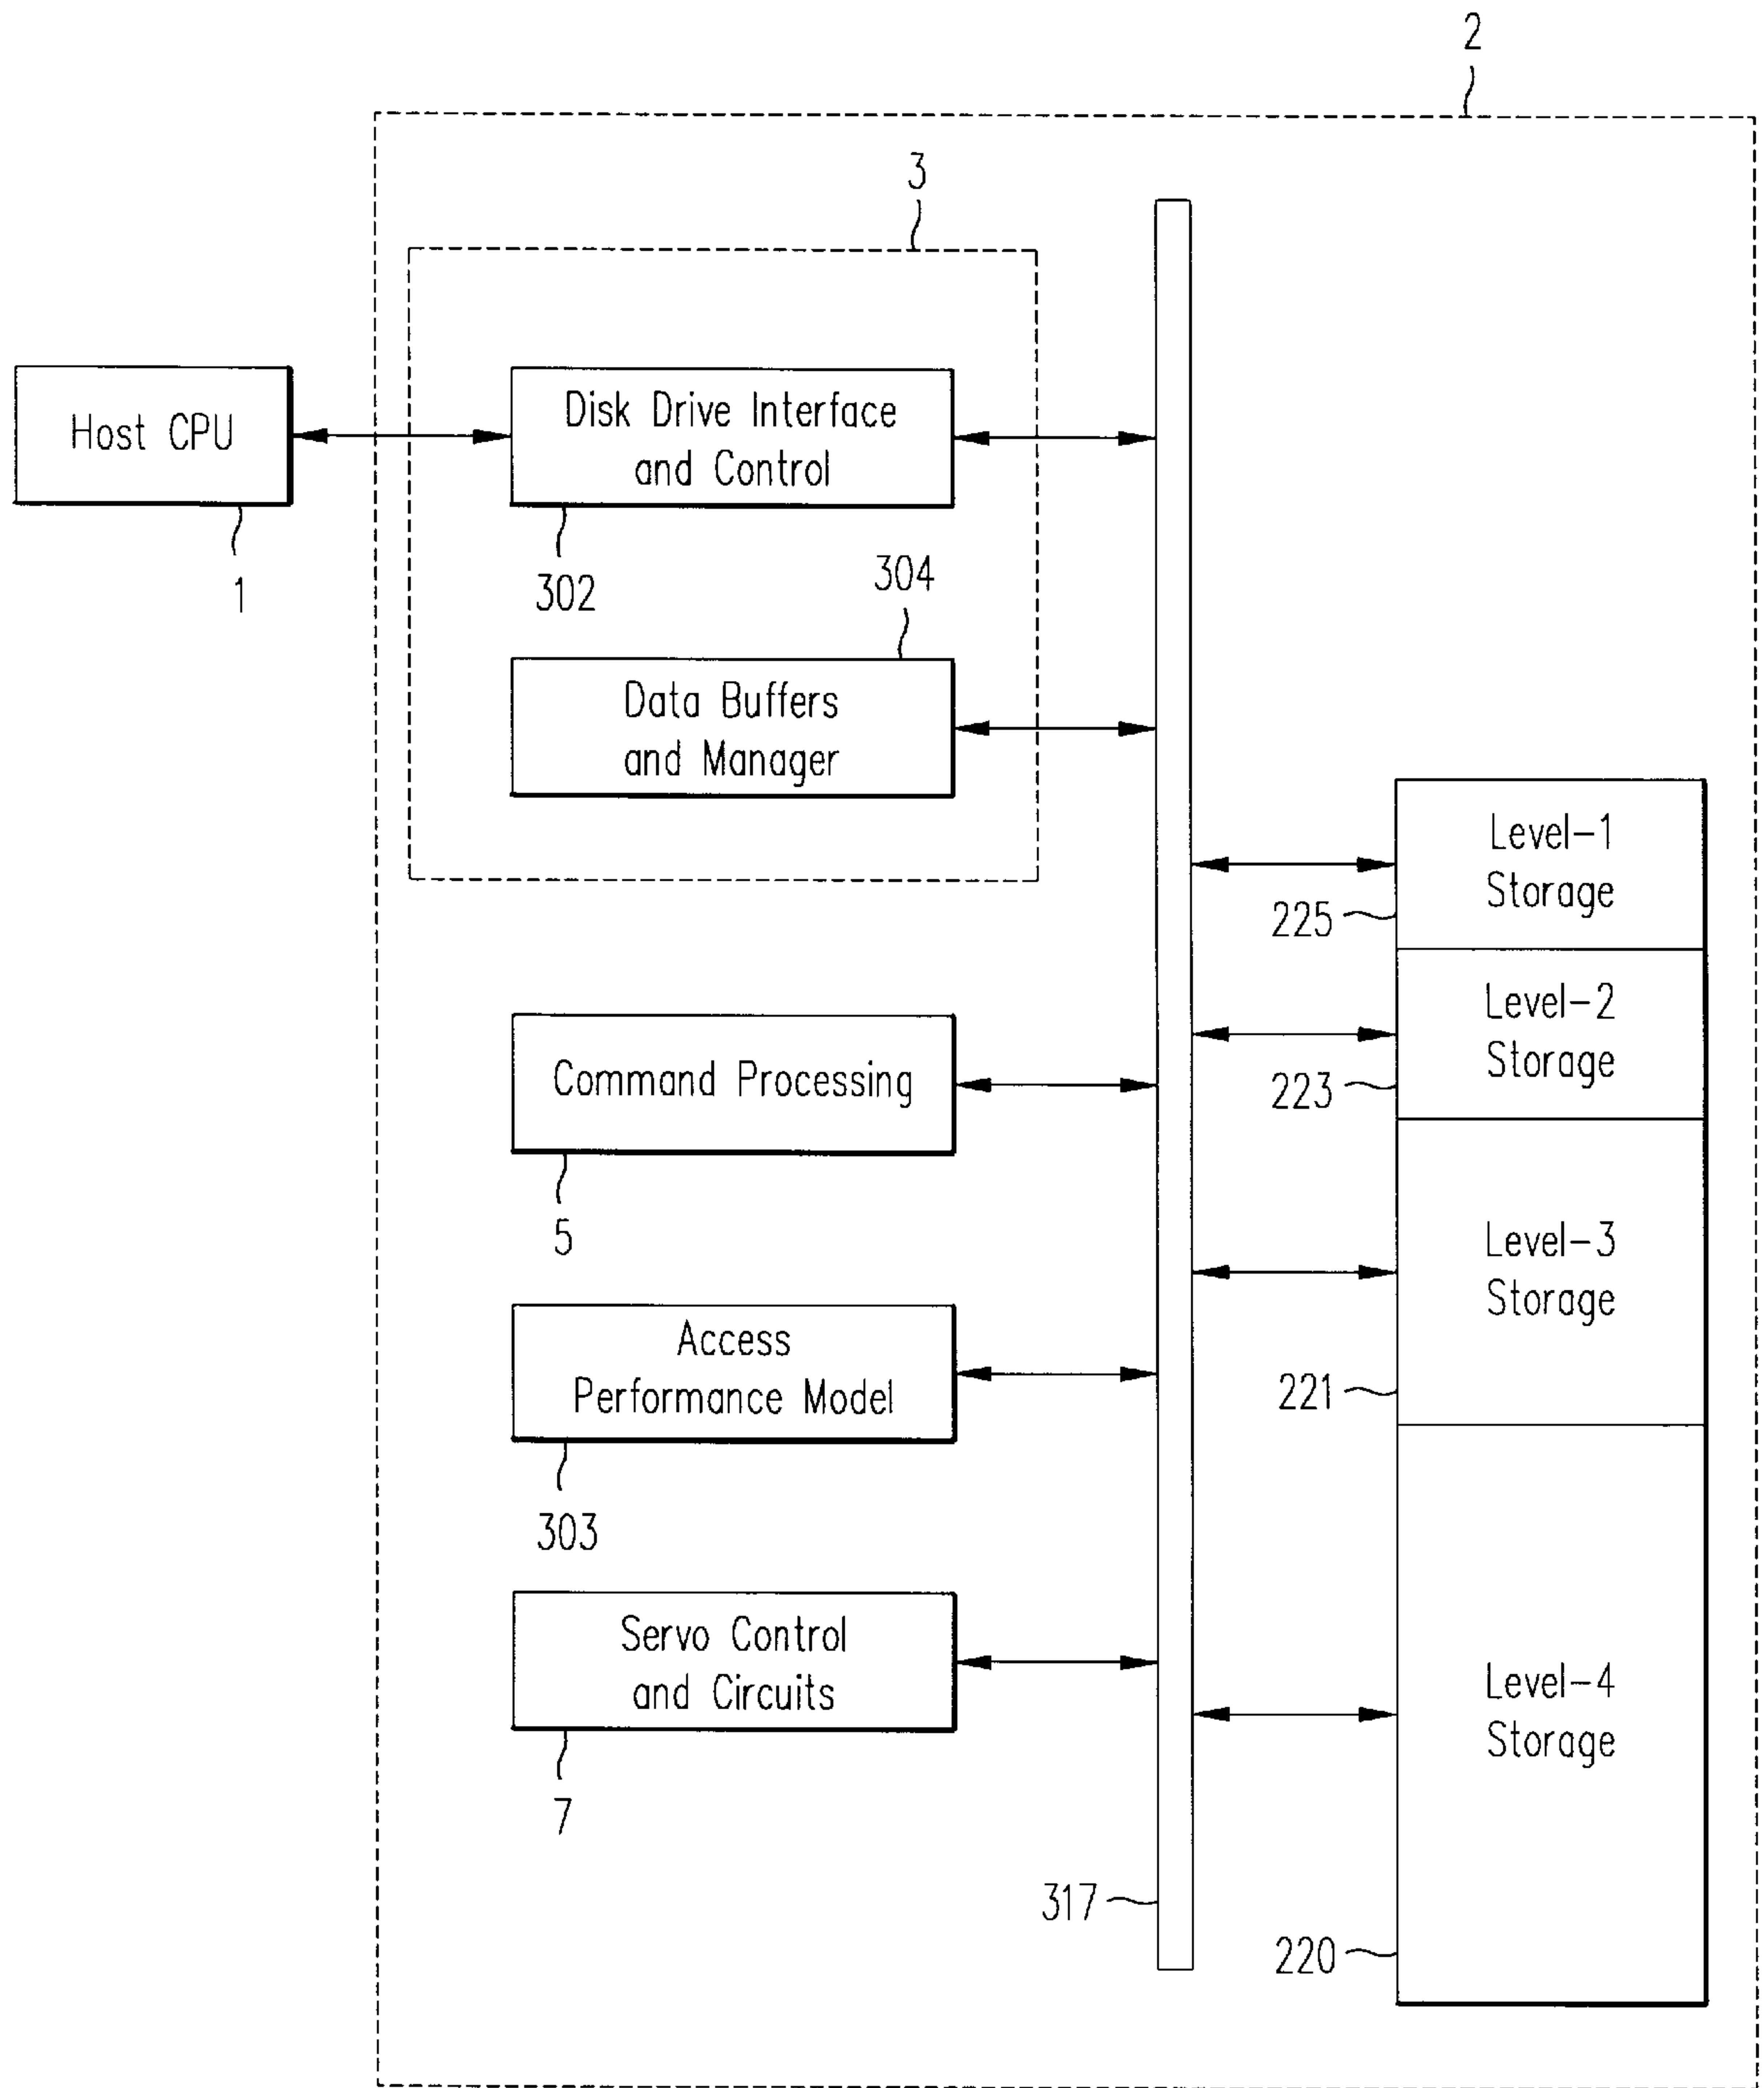 2
3
Host CPU
1
Disk Drive Interface
and Control
302
304
Data Buffers
and Manager
Level-1
Storage
225
Level-2
Storage
223
Command Processing
5
Level-3
Storage
221
Access
Performance Model
303
Servo Control
and Circuits
7
Level-4
Storage
317
220